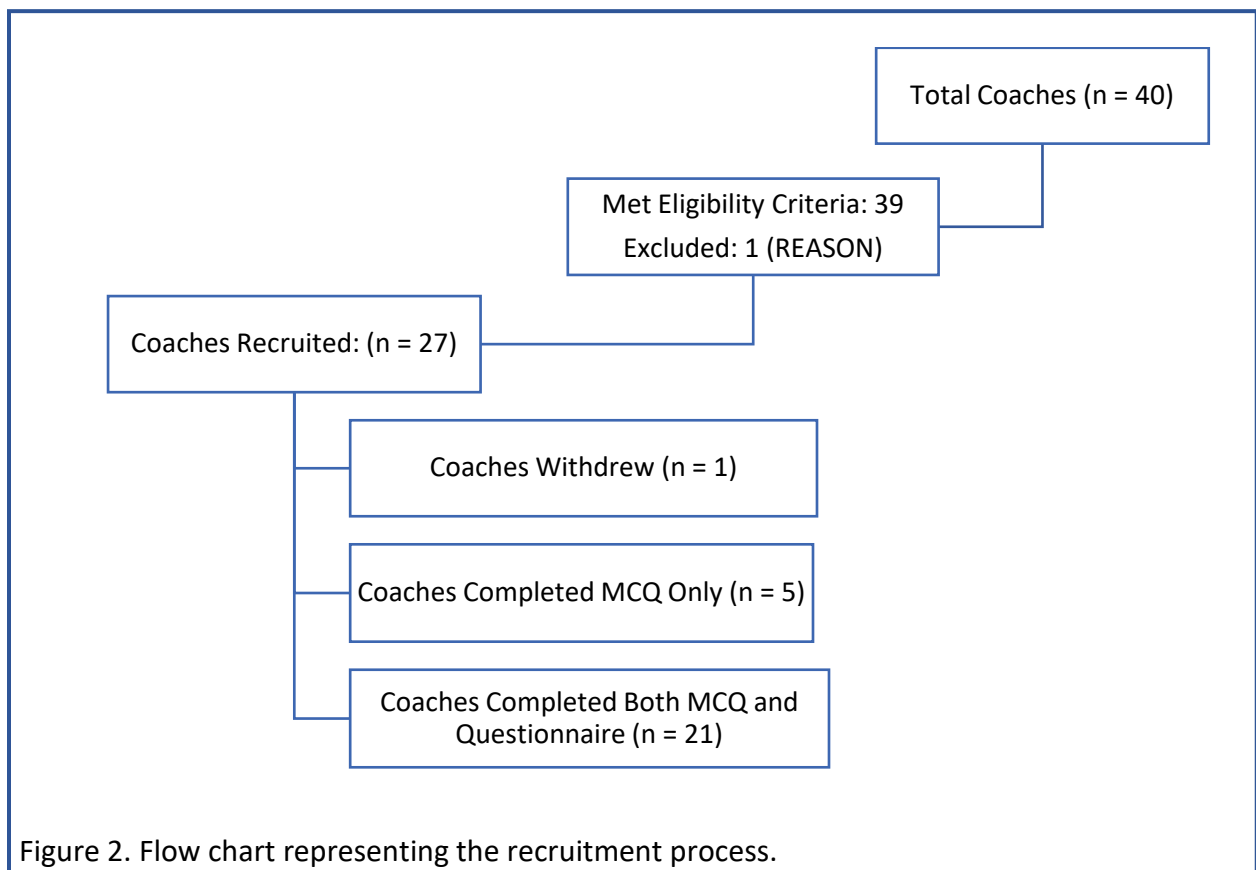 Total Coaches (n = 40)
Met Eligibility Criteria: 39
Excluded: 1 (REASON)
Coaches Recruited: (n = 27)
Coaches Withdrew (n = 1)
Coaches Completed MCQ Only (n = 5)
Coaches Completed Both MCQ and
Questionnaire (n = 21)
Figure 2. Flow chart representing the recruitment process.